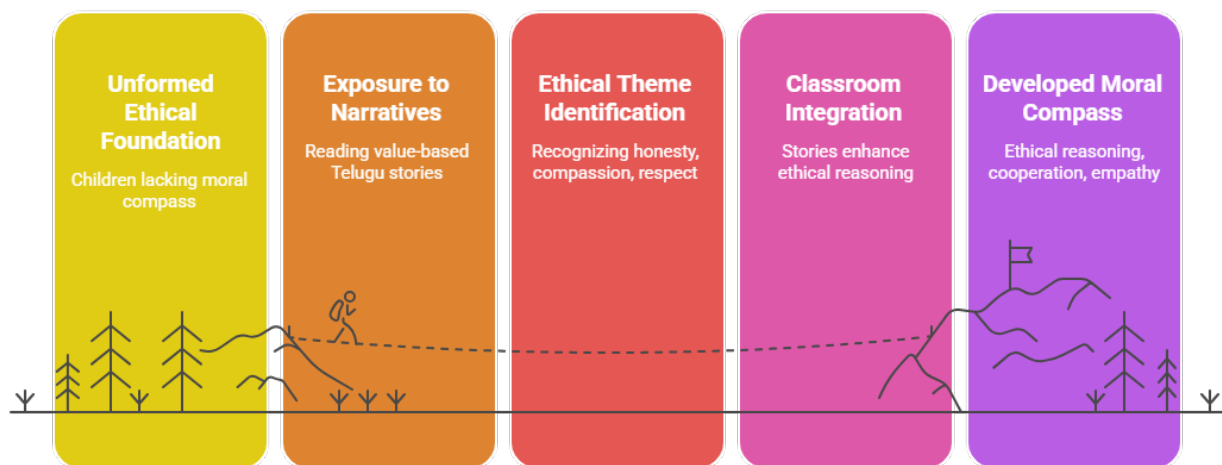 Unformed
Ethical
Foundation
Children lacking moral
compass
Exposure to
Narratives
Reading value-based
Telugu stories
Ethical Theme
Identification
Recognizing honesty,
compassion, respect
Classroom
Integration
Stories enhance
ethical reasoning
Developed Moral
Compass
Ethical reasoning,
cooperation, empathy